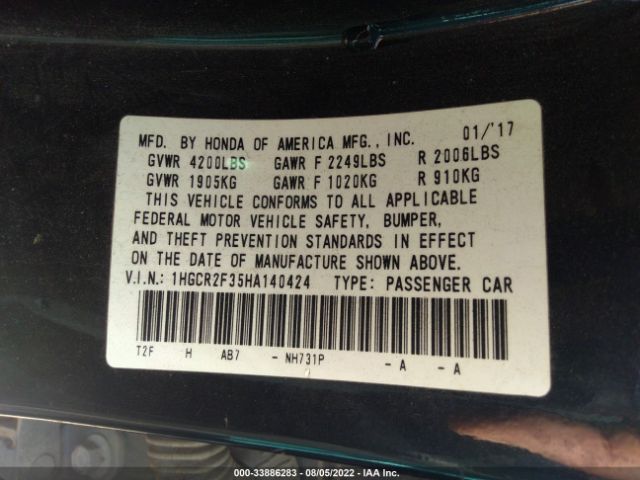 MFD. BY HONDA OF AMERICA MFG., INC. 01/'17
GVWR 4200LBS GAWR F 2249LBS R 2006LBS
GVWR 1905KG GAWR F 1020KG R 910KG
THIS VEHICLE CONFORMS TO ALL APPLICABLE
FEDERAL MOTOR VEHICLE SAFETY, BUMPER,
AND THEFT PREVENTION STANDARDS IN EFFECT
ON THE DATE OF MANUFACTURE SHOWN ABOVE.
V.I.N.: 1HGCR2F35HA140424 TYPE: PASSENGER CAR
T2F H AB7 - NH731P - A - A
000-33886283 - 08/05/2022 - IAA Inc.